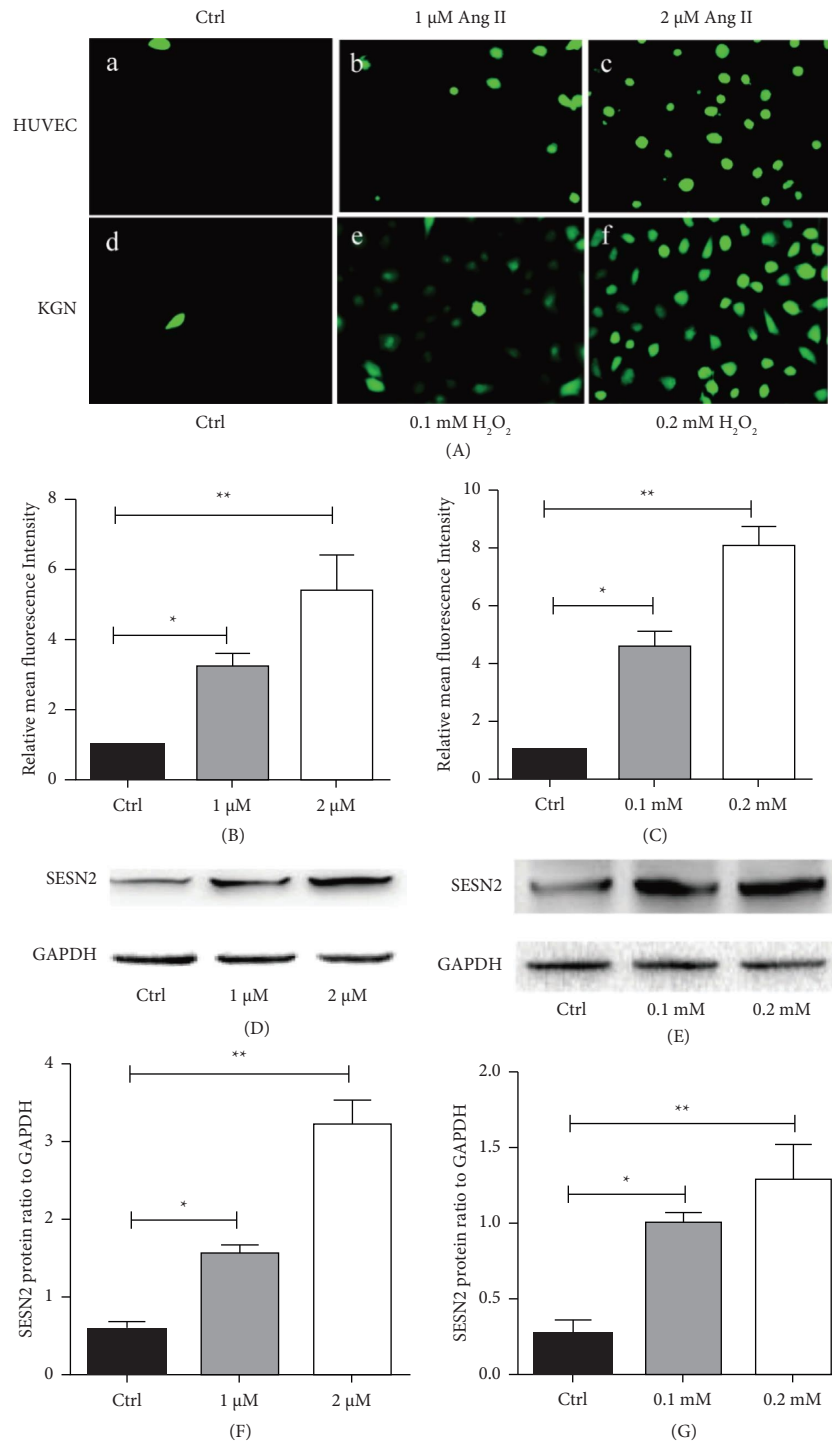 Ctrl 1 μM Ang II 2 μM Ang II
HUVEC
a b c
KGN
d e f
Ctrl 0.1 mM H₂O₂ 0.2 mM H₂O₂
(A)
Relative mean fluorescence Intensity
8
6
4
2
0
**
*
Ctrl 1 μM 2 μM
(B)
Relative mean fluorescence Intensity
10
8
6
4
2
0
**
*
Ctrl 0.1 mM 0.2 mM
(C)
SESN2
GAPDH
Ctrl 1 μM 2 μM
(D)
SESN2
GAPDH
Ctrl 0.1 mM 0.2 mM
(E)
SESN2 protein ratio to GAPDH
4
3
2
1
0
**
*
Ctrl 1 μM 2 μM
(F)
SESN2 protein ratio to GAPDH
2.0
1.5
1.0
0.5
0.0
**
*
Ctrl 0.1 mM 0.2 mM
(G)